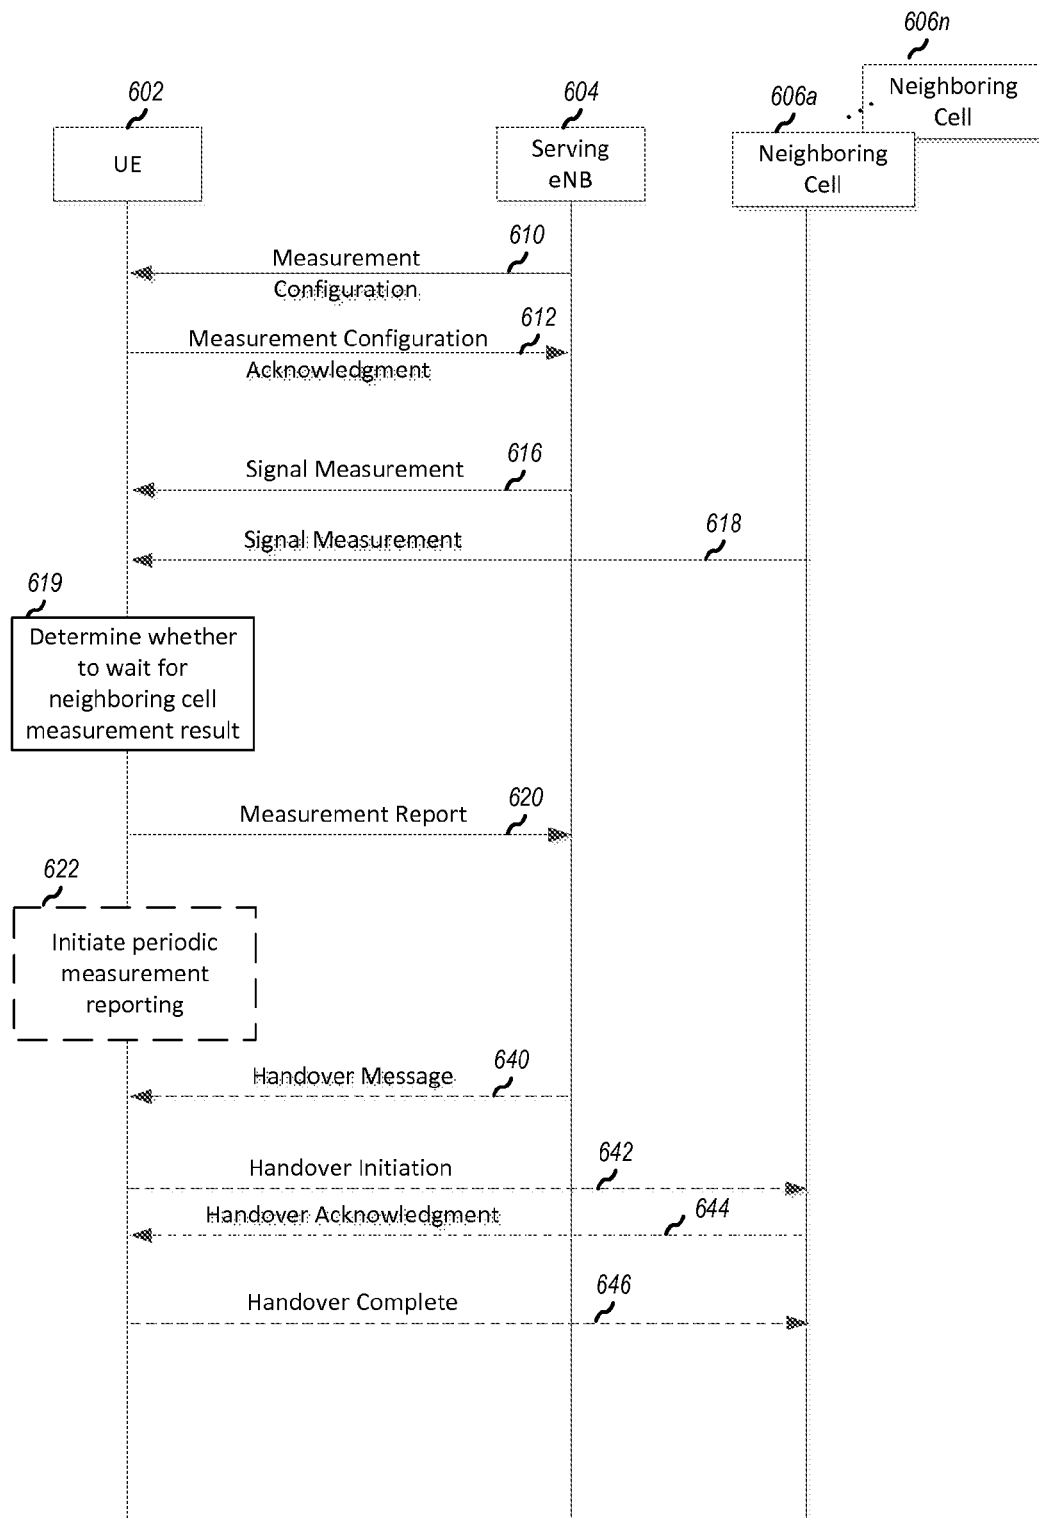 606n
Neighboring
Cell
602
604
606a
UE
Serving
eNB
Neighboring
Cell
610
Measurement
Configuration
612
Measurement Configuration
Acknowledgment
616
Signal Measurement
618
Signal Measurement
619
Determine whether
to wait for
neighboring cell
measurement result
620
Measurement Report
622
Initiate periodic
measurement
reporting
640
Handover Message
642
Handover Initiation
644
Handover Acknowledgment
646
Handover Complete